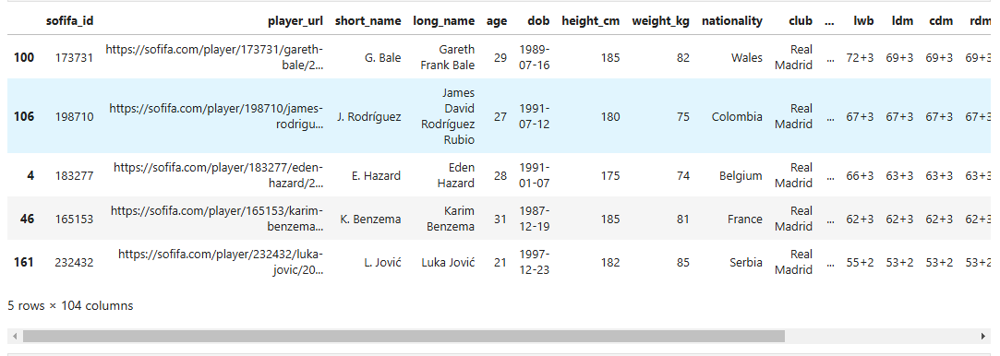 sofifa_id player_url short_name long_name age dob height_cm weight_kg nationality club ... lwb ldm cdm rdm
100 173731 https://sofifa.com/player/173731/gareth-bale/2... G. Bale Gareth Frank Bale 29 1989-07-16 185 82 Wales Real Madrid ... 72+3 69+3 69+3 69+3
106 198710 https://sofifa.com/player/198710/james-rodrigu... J. Rodríguez James David Rodríguez Rubio 27 1991-07-12 180 75 Colombia Real Madrid ... 67+3 67+3 67+3 67+3
4 183277 https://sofifa.com/player/183277/eden-hazard/2... E. Hazard Eden Hazard 28 1991-01-07 175 74 Belgium Real Madrid ... 66+3 63+3 63+3 63+3
46 165153 https://sofifa.com/player/165153/karim-benzema... K. Benzema Karim Benzema 31 1987-12-19 185 81 France Real Madrid ... 62+3 62+3 62+3 62+3
161 232432 https://sofifa.com/player/232432/luka-jovic/20... L. Jović Luka Jović 21 1997-12-23 182 85 Serbia Real Madrid ... 55+2 53+2 53+2 53+2
5 rows × 104 columns